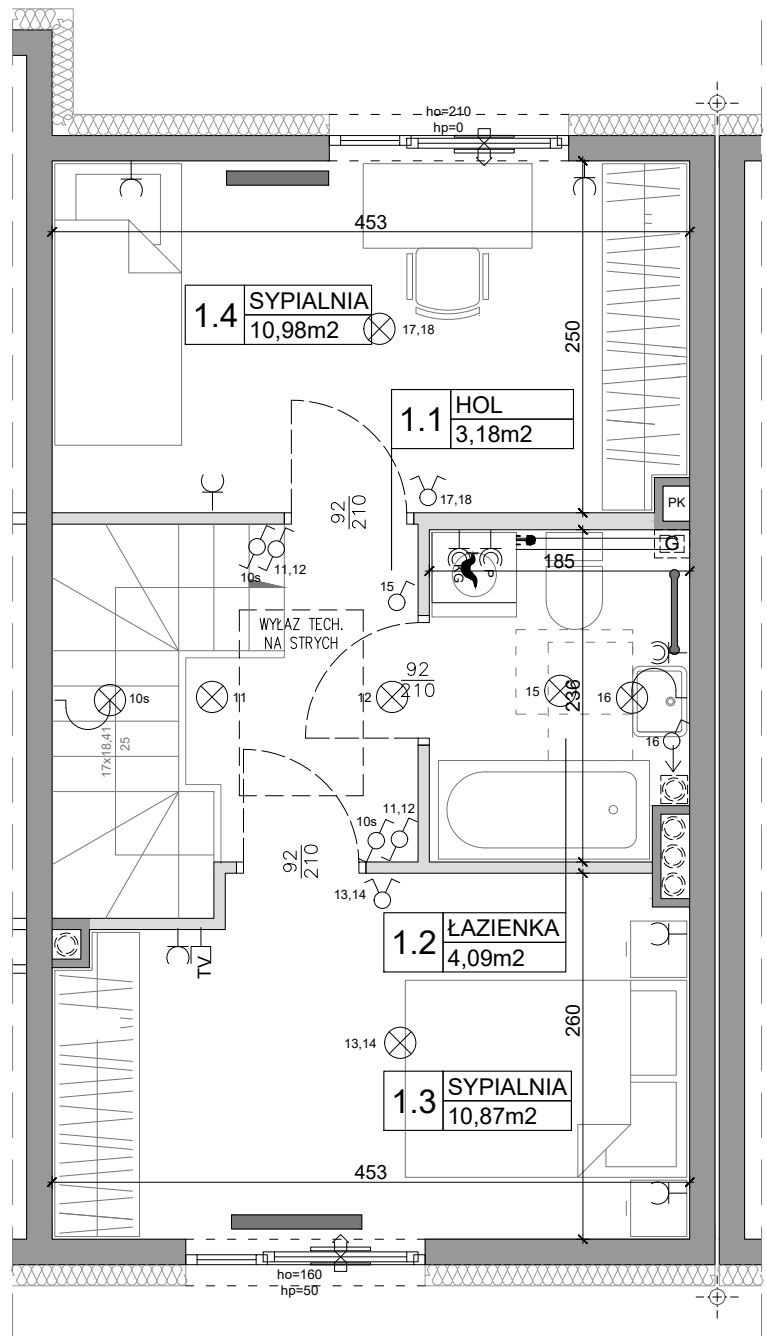 ho=210
hp=0
453
1.4
SYPIALNIA
10,98m2
17,18
250
1.1
HOL
3,18m2
92
210
17,18
PK
G
185
KG
P
10s
11,12
15
WYŁAZ TECH.
NA STRYCH
92
210
10s
11
12
15
236
16
16
17x18,41
25
10s
11,12
92
210
13,14
1.2
ŁAZIENKA
4,09m2
TV
260
13,14
1.3
SYPIALNIA
10,87m2
453
ho=160
hp=50